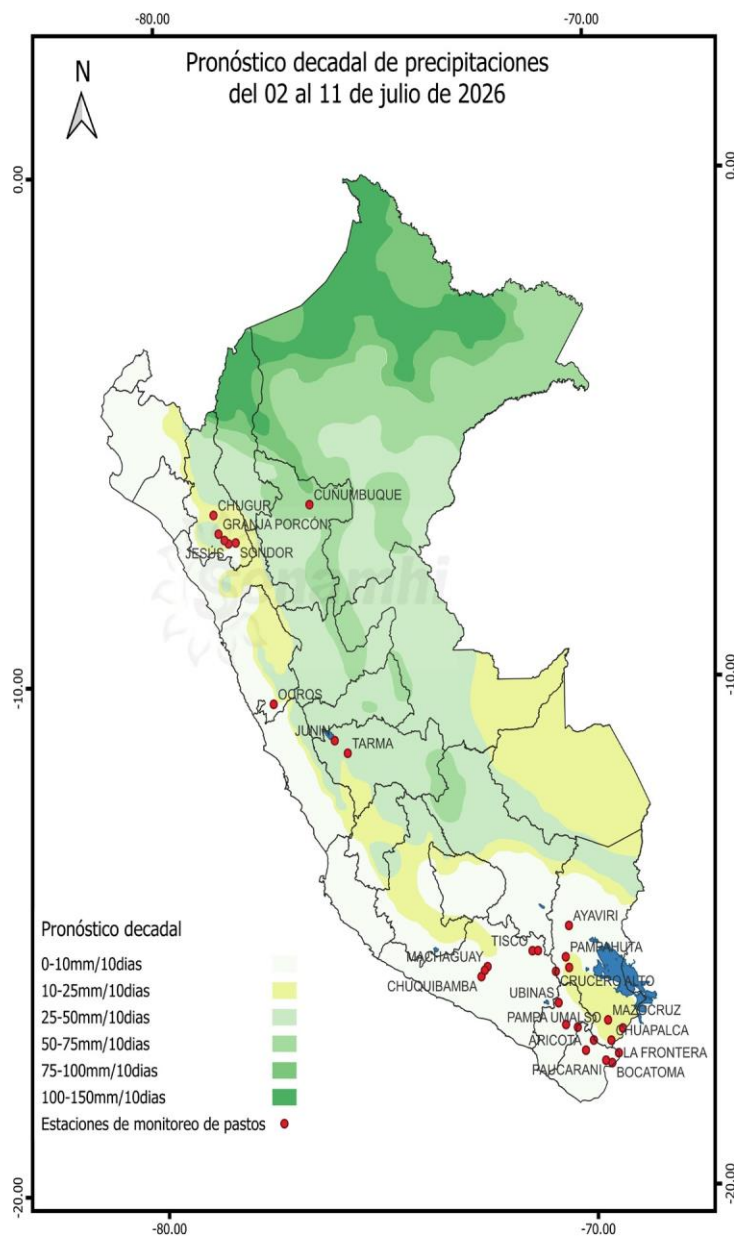 -80.00
-70.00
N
Pronóstico decadal de precipitaciones
del 02 al 11 de julio de 2026
0.00
0.00
CUÑUMBUQUE
CHUGUR
GRANJA PORCÓN
JESÚS
SONDOR
Senamhi
-10.00
-10.00
OCROS
JUNIN
TARMA
AYAVIRI
TISCO
PAMPAHUTA
MACHAGUAY
CRUCERO ALTO
CHUQUIBAMBA
UBINAS
MAZOCRUZ
PAMPA UMALSO
CHUAPALCA
ARICOTA
LA FRONTERA
PAUCARANI
BOCATOMA
Pronóstico decadal
0-10mm/10dias
10-25mm/10dias
25-50mm/10dias
50-75mm/10dias
75-100mm/10dias
100-150mm/10dias
Estaciones de monitoreo de pastos
-20.00
-20.00
-80.00
-70.00